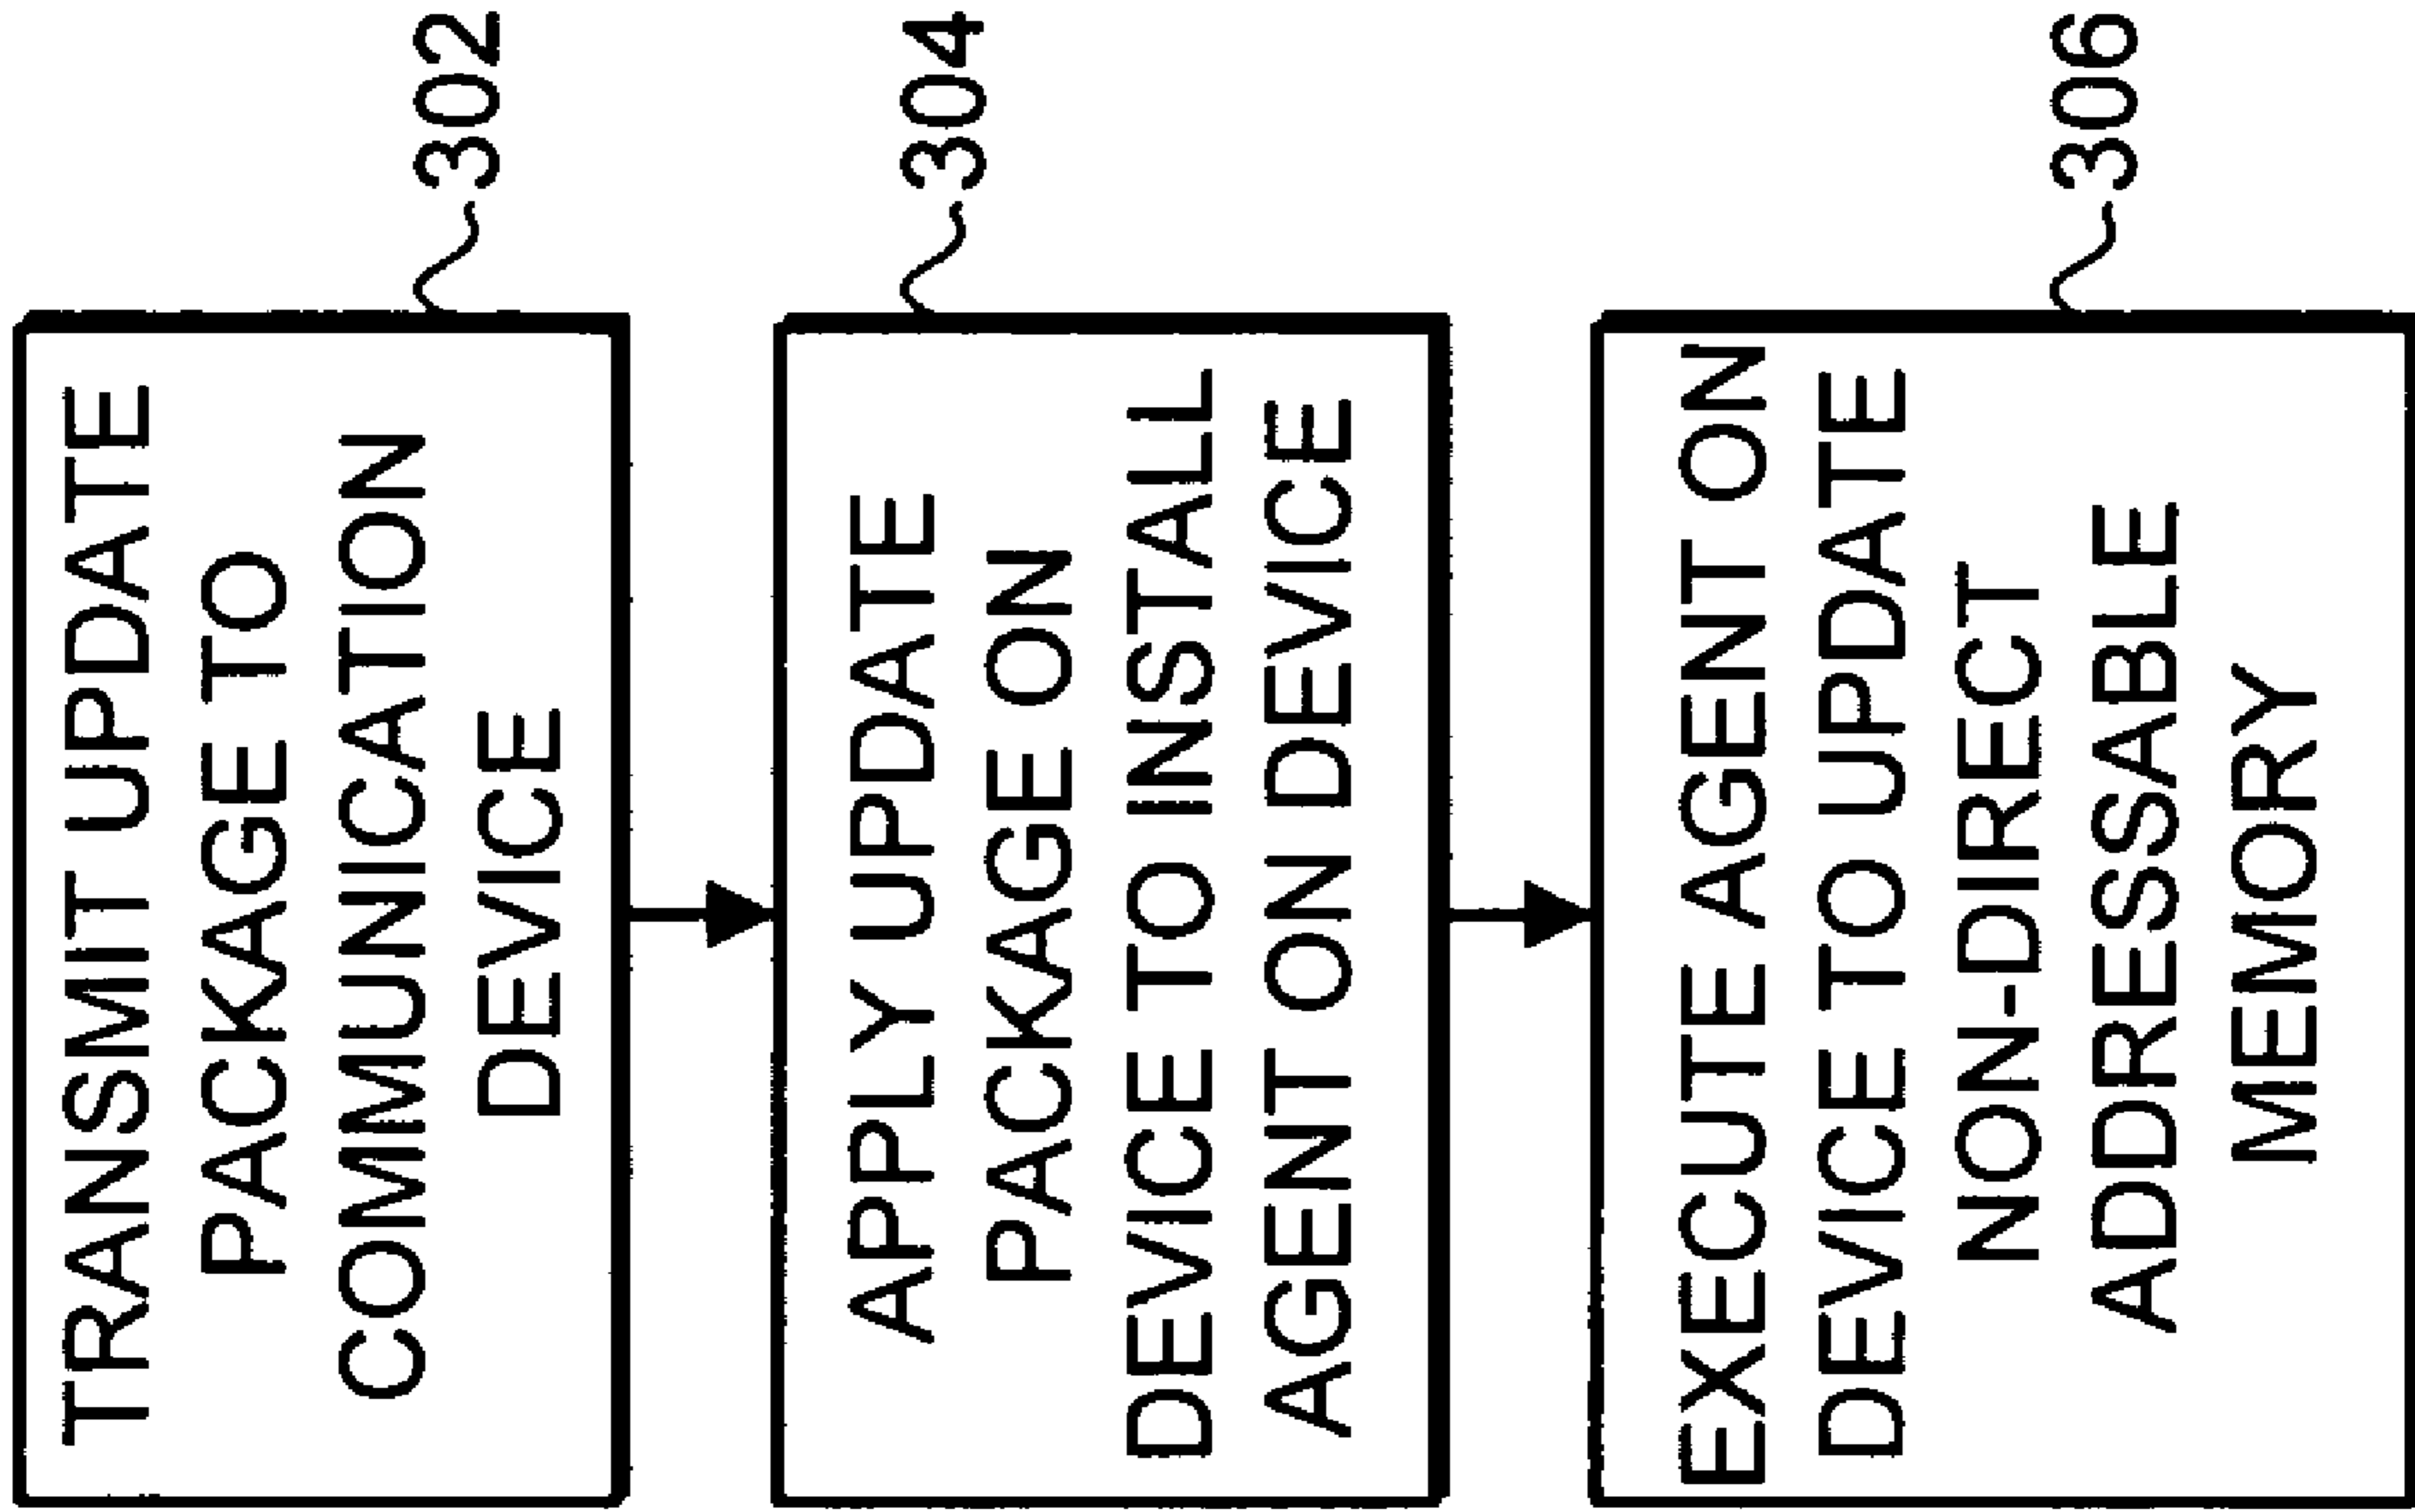 TRANSMIT UPDATE
PACKAGE TO
COMMUNICATION
DEVICE
302
APPLY UPDATE
PACKAGE ON
DEVICE TO INSTALL
AGENT ON DEVICE
304
EXECUTE AGENT ON
DEVICE TO UPDATE
NON-DIRECT
ADDRESSABLE
MEMORY
306